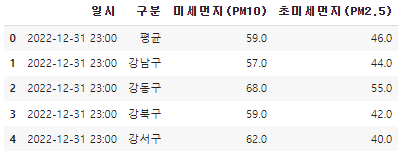 일시 구분 미세먼지(PM10) 초미세먼지(PM2.5)
0 2022-12-31 23:00 평균 59.0 46.0
1 2022-12-31 23:00 강남구 57.0 44.0
2 2022-12-31 23:00 강동구 68.0 55.0
3 2022-12-31 23:00 강북구 59.0 42.0
4 2022-12-31 23:00 강서구 62.0 40.0